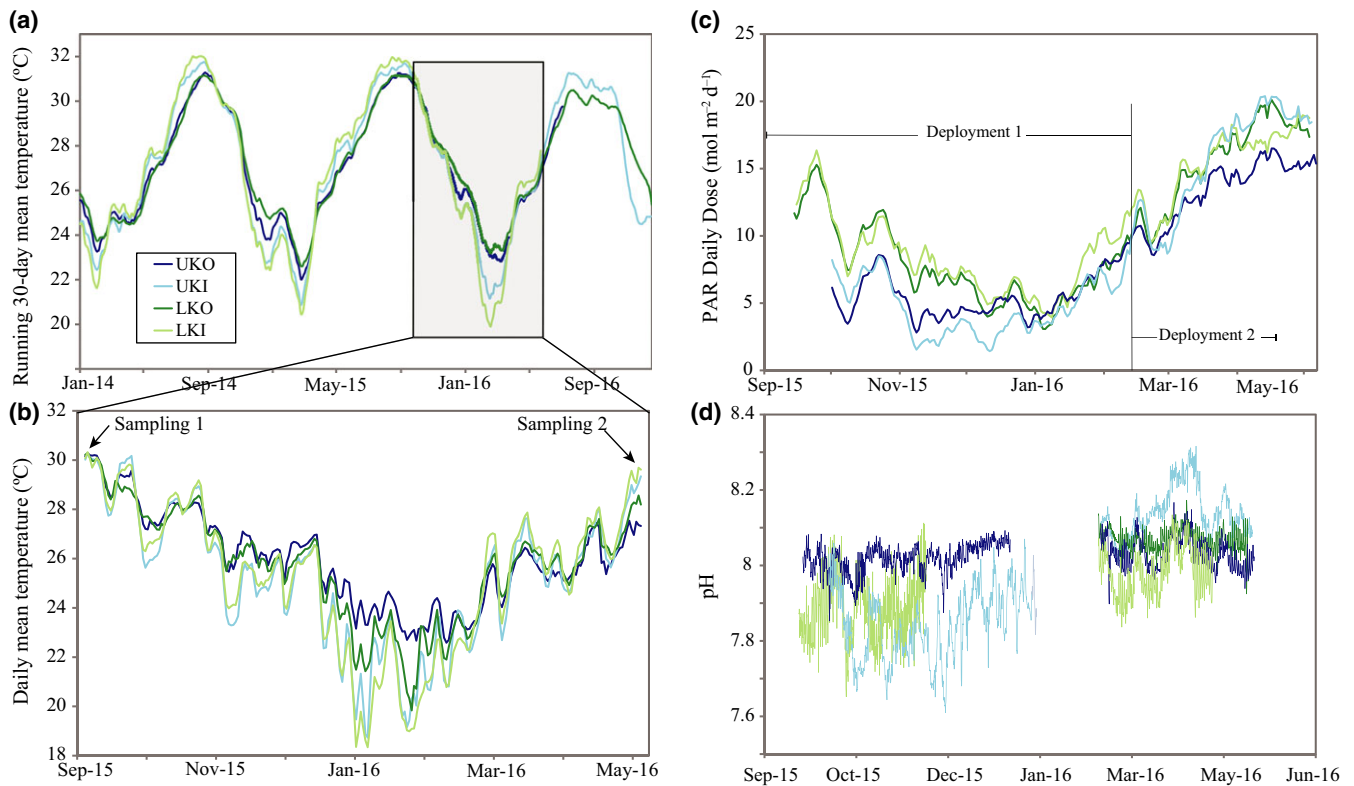 (a)
Running 30-day mean temperature (ºC)
32
30
28
26
24
22
20
UKO
UKI
LKO
LKI
Jan-14
Sep-14
May-15
Jan-16
Sep-16
(b)
Daily mean temperature (ºC)
32
30
28
26
24
22
20
18
Sampling 1
Sampling 2
Sep-15
Nov-15
Jan-16
Mar-16
May-16
(c)
PAR Daily Dose (mol m⁻² d⁻¹)
25
20
15
10
5
0
Deployment 1
Deployment 2
Sep-15
Nov-15
Jan-16
Mar-16
May-16
(d)
pH
8.4
8.2
8
7.8
7.6
Sep-15
Oct-15
Dec-15
Jan-16
Mar-16
May-16
Jun-16